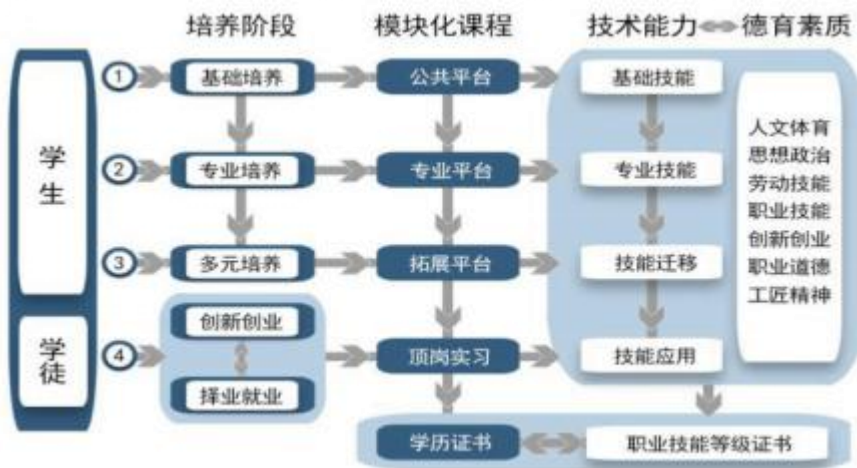 培养阶段 模块化课程 技术能力 德育素质
学生
1 基础培养 公共平台 基础技能
2 专业培养 专业平台 专业技能
3 多元培养 拓展平台 技能迁移
人文体育
思想政治
劳动技能
职业技能
创新创业
职业道德
工匠精神
学徒
4
创新创业
择业就业
顶岗实习 技能应用
学历证书 职业技能等级证书